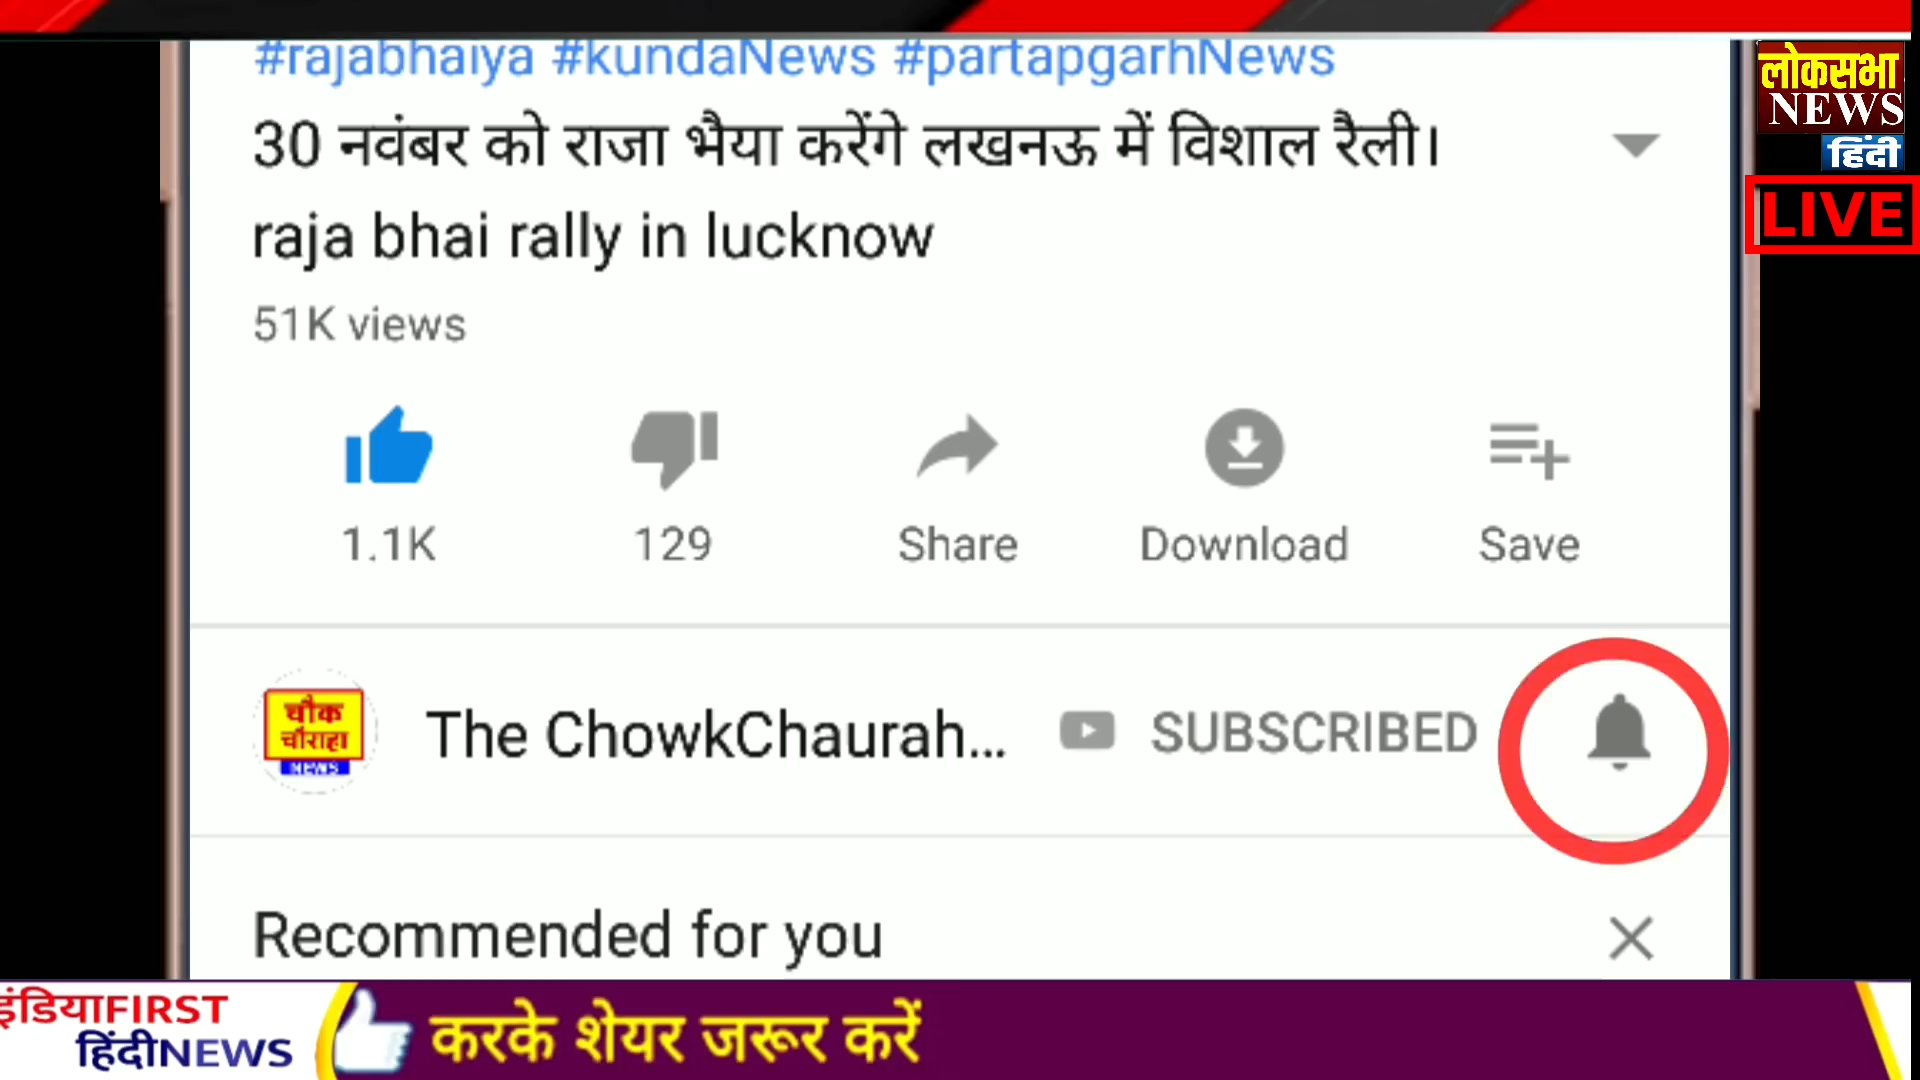 #rajabhaiya #kundaNews #partapgarhNews
30 नवंबर को राजा भैया करेंगे लखनऊ में विशाल रैली।
raja bhai rally in lucknow
51K views
1.1K
129
Share
Download
Save
चौक
चौराहा
NEWS
The ChowkChaurah...
SUBSCRIBED
Recommended for you
लोकसभा
NEWS
हिंदी
LIVE
इंडियाFIRST
हिंदीNEWS
करके शेयर जरूर करें